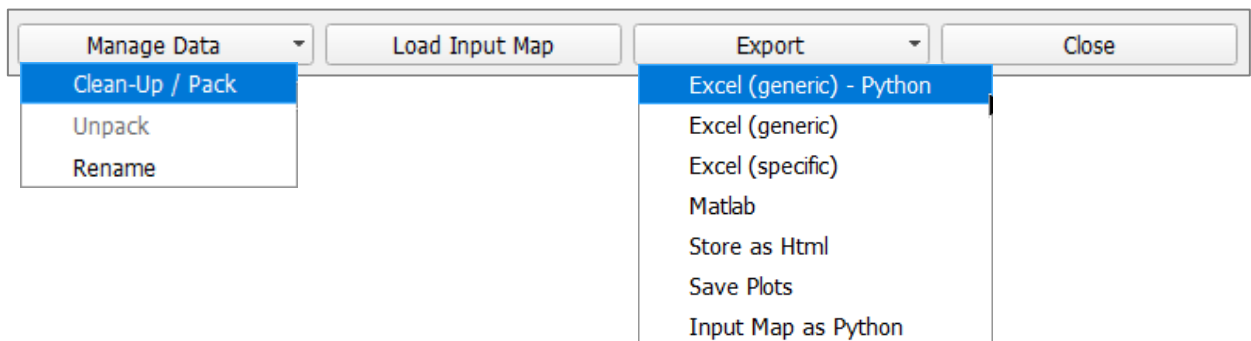 Manage Data
Load Input Map
Export
Close
Clean-Up / Pack
Unpack
Rename
Excel (generic) - Python
Excel (generic)
Excel (specific)
Matlab
Store as Html
Save Plots
Input Map as Python